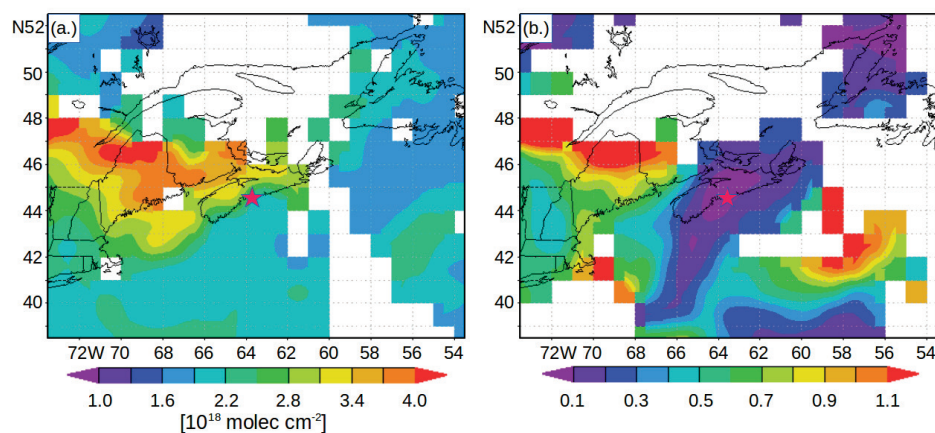 N52 (a.) (b.)
50 50
48 48
46 46
44 44
42 42
40 40
72W 70 68 66 64 62 60 58 56 54 72W 70 68 66 64 62 60 58 56 54
1.0 1.6 2.2 2.8 3.4 4.0 0.1 0.3 0.5 0.7 0.9 1.1
[10¹⁸ molec cm⁻²]